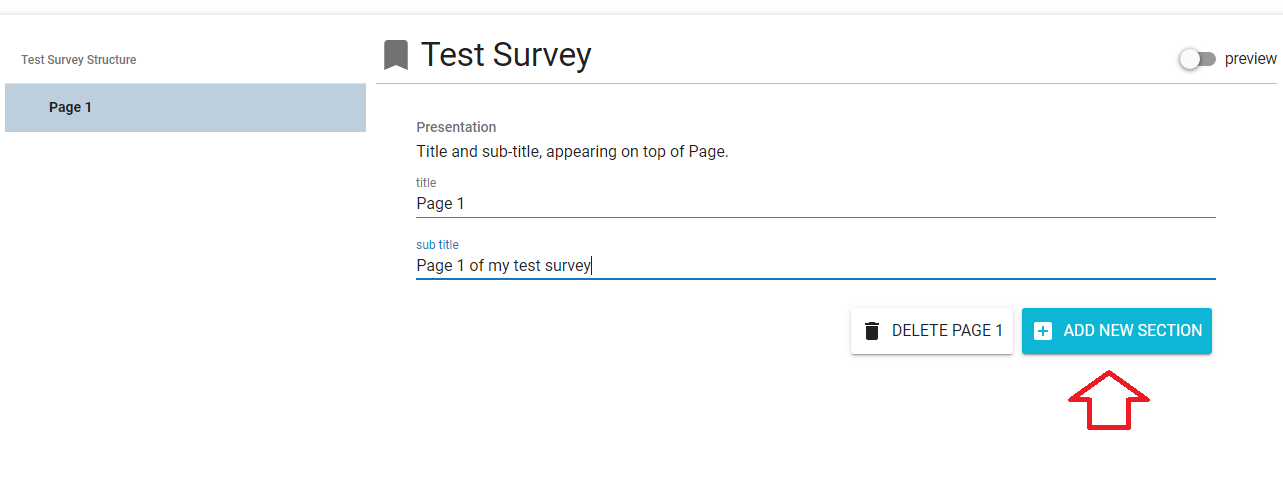 Test Survey Structure
Page 1
Test Survey
preview
Presentation
Title and sub-title, appearing on top of Page.
title
Page 1
sub title
Page 1 of my test survey
DELETE PAGE 1
ADD NEW SECTION